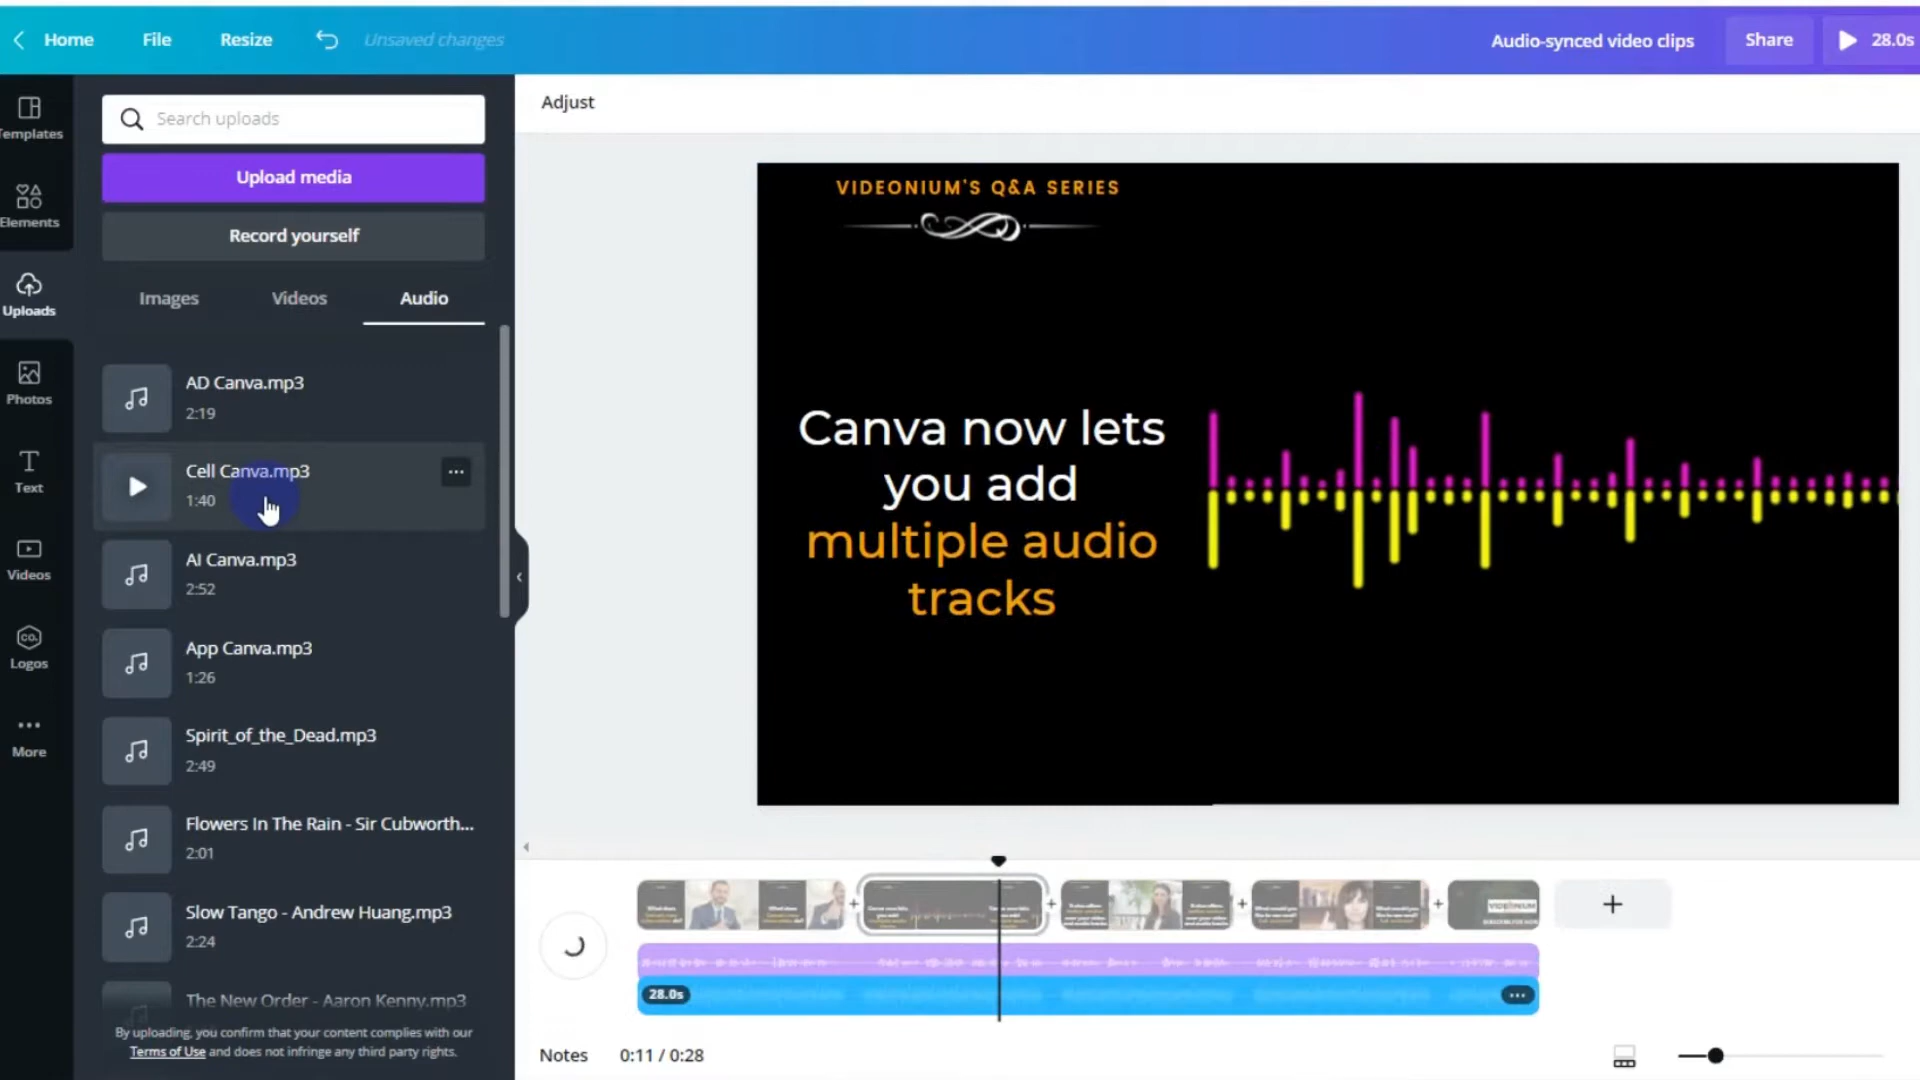 Home File Resize Unsaved changes Audio-synced video clips Share 28.0s
Templates
Elements
Uploads
Photos
Text
Videos
CO.
Logos
More
Search uploads
Upload media
Record yourself
Images Videos Audio
AD Canva.mp3
2:19
Cell Canva.mp3
1:40
AI Canva.mp3
2:52
App Canva.mp3
1:26
Spirit_of_the_Dead.mp3
2:49
Flowers In The Rain - Sir Cubworth...
2:01
Slow Tango - Andrew Huang.mp3
2:24
The New Order - Aaron Kenny.mp3
By uploading, you confirm that your content complies with our
Terms of Use and does not infringe any third party rights.
Adjust
VIDEONIUM'S Q&A SERIES
Canva now lets
you add
multiple audio
tracks
VIDEONIUM
28.0s
Notes 0:11 / 0:28